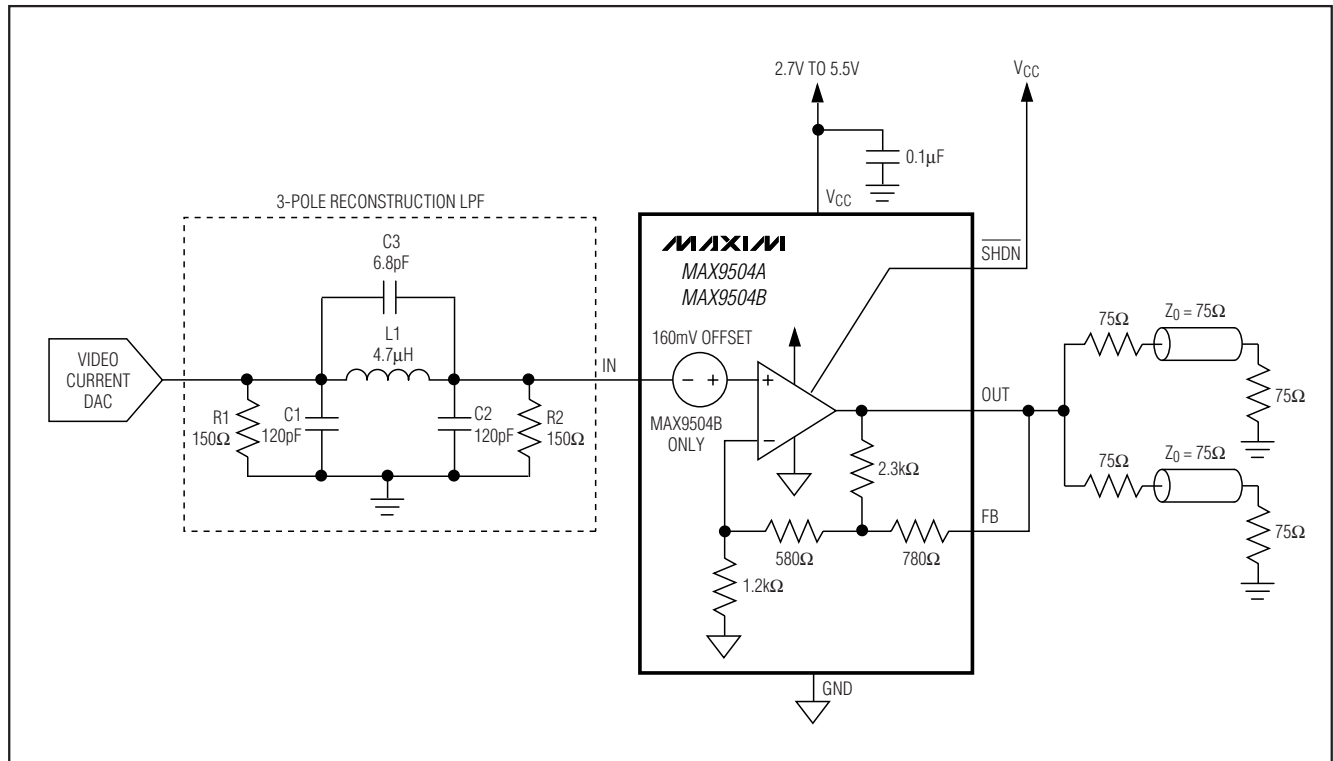 2.7V TO 5.5V
VCC
0.1µF
VCC
3-POLE RECONSTRUCTION LPF
MAXIM
MAX9504A
MAX9504B
SHDN
C3
6.8pF
L1
4.7µH
VIDEO
CURRENT
DAC
R1
150Ω
C1
120pF
C2
120pF
R2
150Ω
IN
160mV OFFSET
- +
MAX9504B
ONLY
+
-
OUT
2.3kΩ
580Ω
780Ω
FB
1.2kΩ
GND
75Ω
Z0 = 75Ω
75Ω
75Ω
Z0 = 75Ω
75Ω